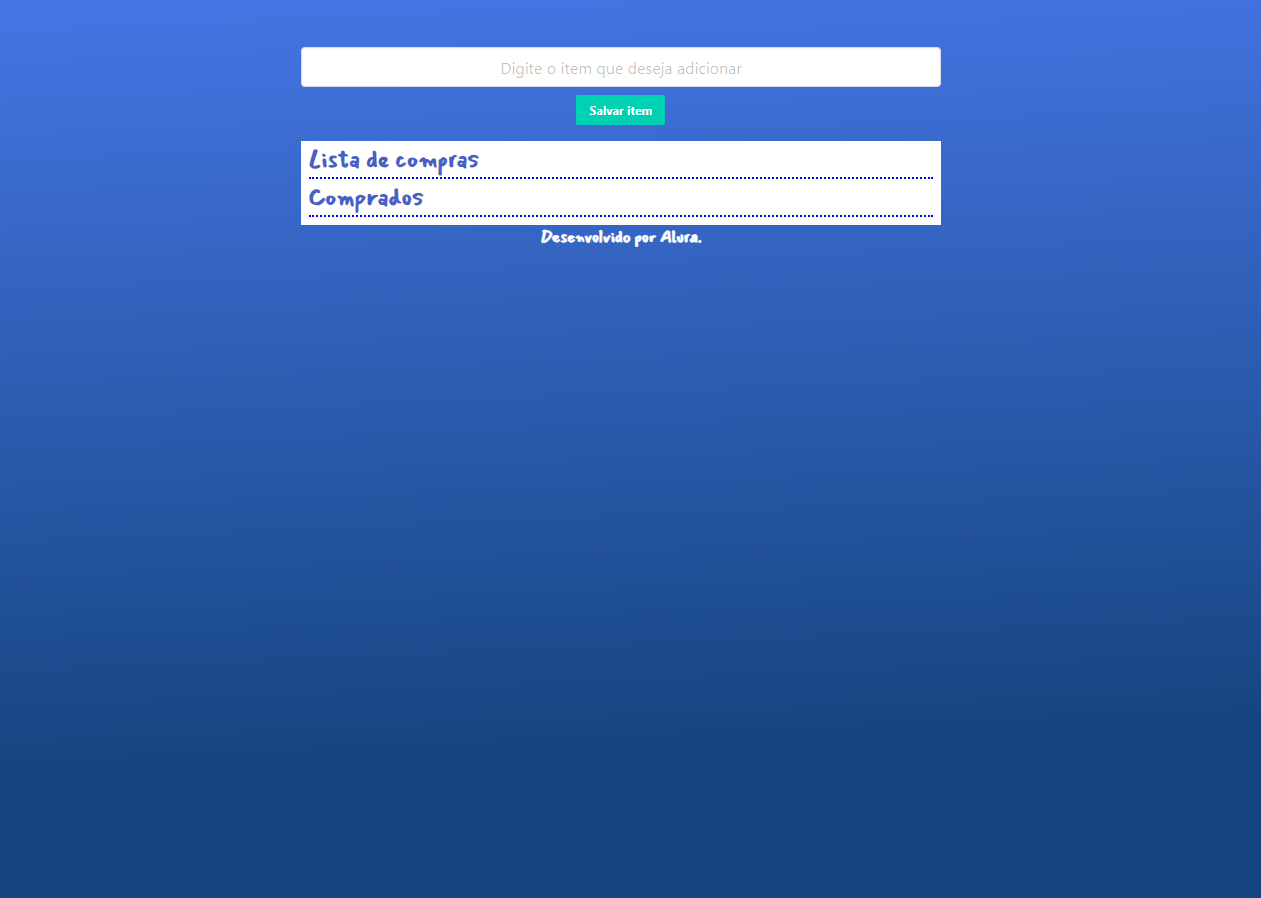 Digite o item que deseja adicionar
Salvar item
Lista de compras
Comprados
Desenvolvido por Alura.